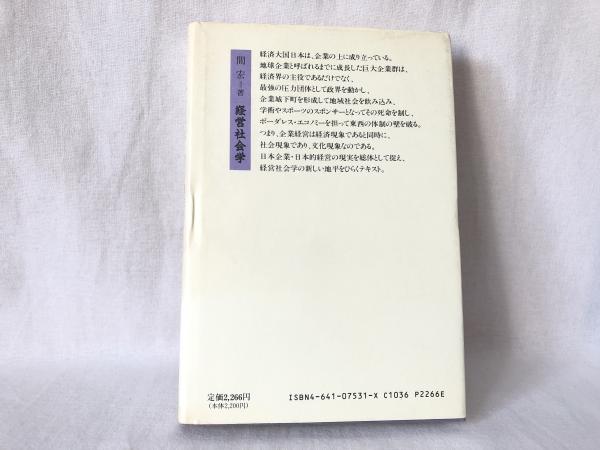 間 宏=著 経営社会学
経済大国日本は、企業の上に成り立っている。
地球企業と呼ばれるまでに成長した巨大企業群は、
経済界の主役であるだけでなく、
最強の圧力団体として政界を動かし、
企業城下町を形成して地域社会を飲み込み、
学術やスポーツのスポンサーとなってその死命を制し、
ボーダレス・エコノミーを担って東西の体制の壁を破る。
つまり、企業経営は経済現象であると同時に、
社会現象であり、文化現象なのである。
日本企業・日本的経営の現実を総体として捉え、
経営社会学の新しい地平をひらくテキスト。
定価2,266円
(本体2,200円)
ISBN4-641-07531-X C1036 P2266E